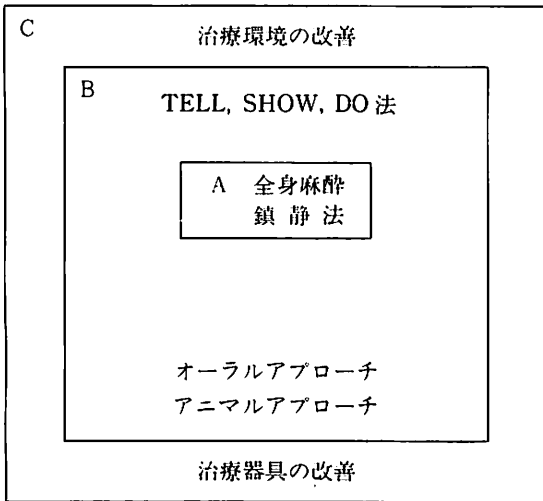 C
治療環境の改善
B
TELL, SHOW, DO法
A 全身麻酔
鎮静法
オーラルアプローチ
アニマルアプローチ
治療器具の改善